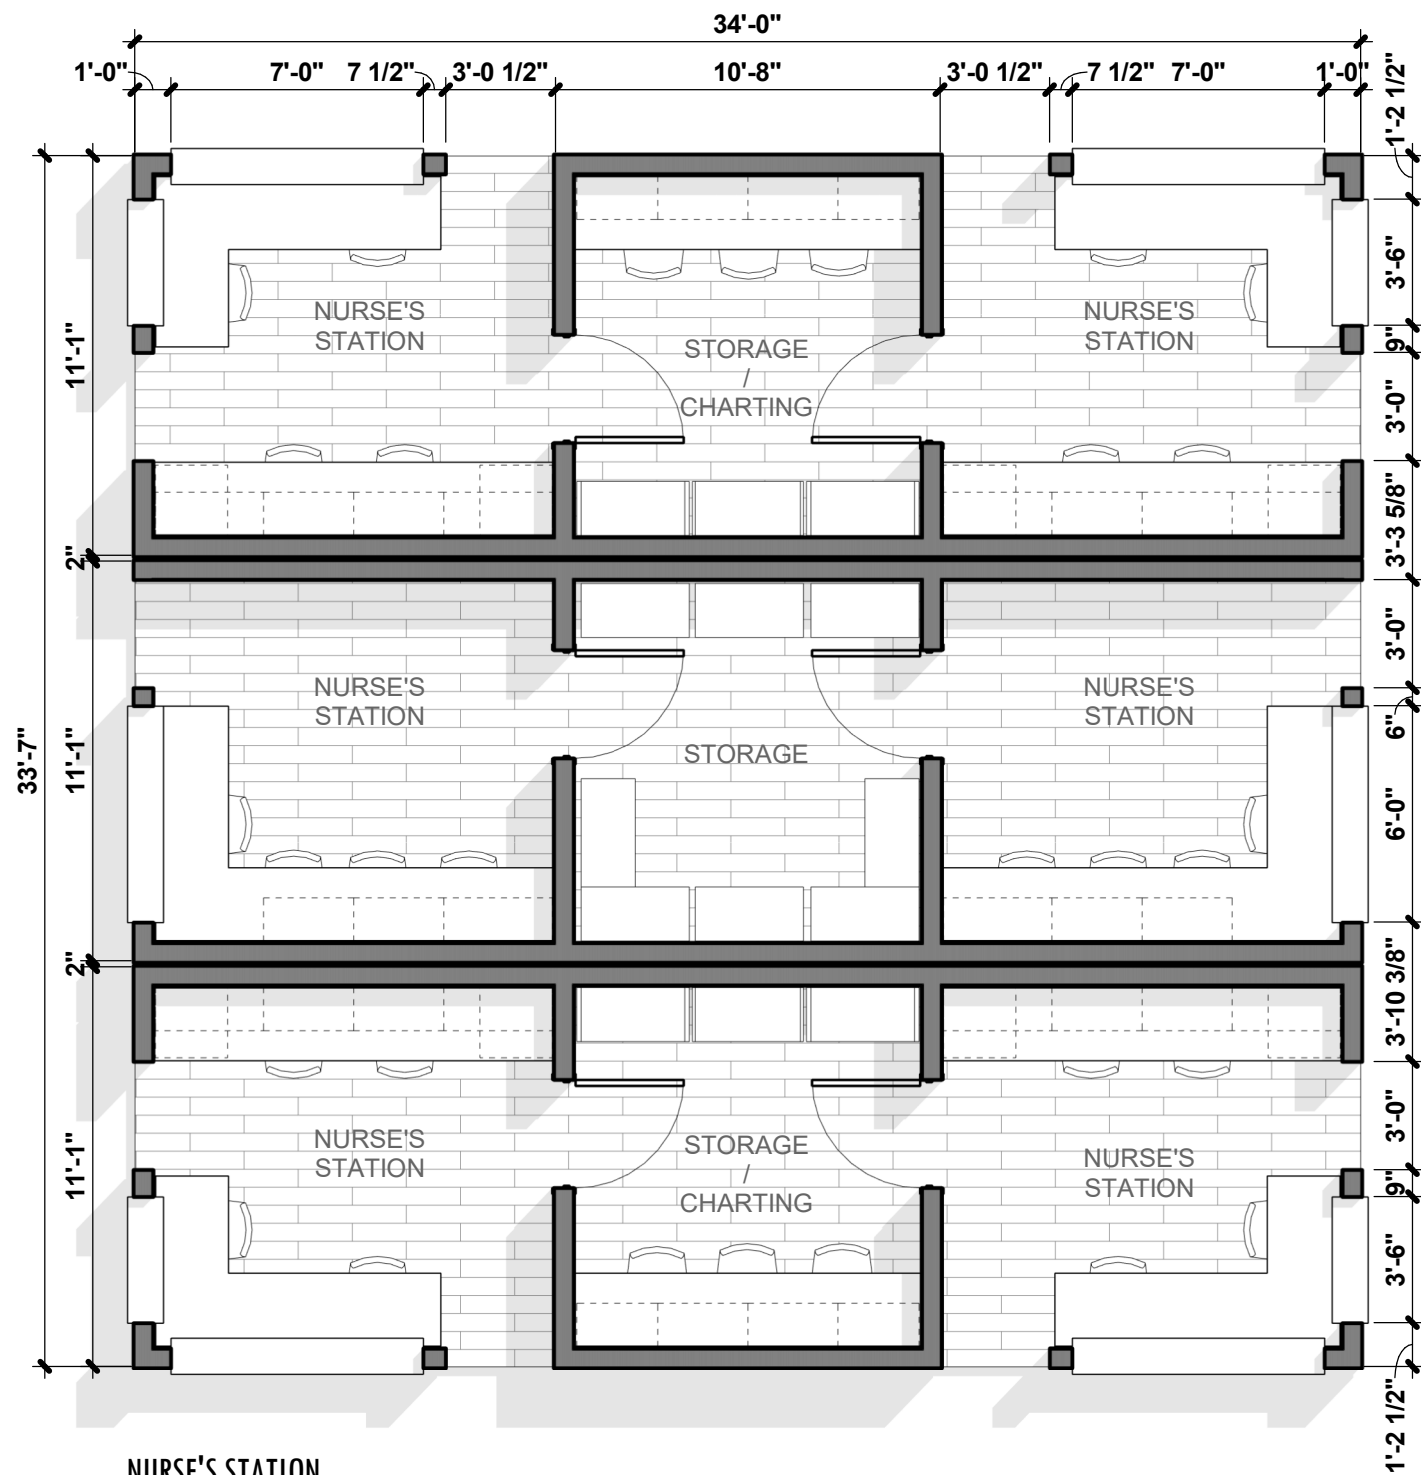 34'-0"
1'-0" 7'-0" 7 1/2" 3'-0 1/2" 10'-8" 3'-0 1/2" 7 1/2" 7'-0" 1'-0"
1'-2 1/2"
3'-6"
9"
3'-0"
3'-3 5/8"
3'-0"
6"
6'-0"
3'-10 3/8"
3'-0"
9"
3'-6"
1'-2 1/2"
33'-7"
11'-1"
2"
11'-1"
2"
11'-1"
NURSE'S
STATION
STORAGE
/
CHARTING
NURSE'S
STATION
NURSE'S
STATION
STORAGE
NURSE'S
STATION
NURSE'S
STATION
STORAGE
/
CHARTING
NURSE'S
STATION
NURSE'S STATION